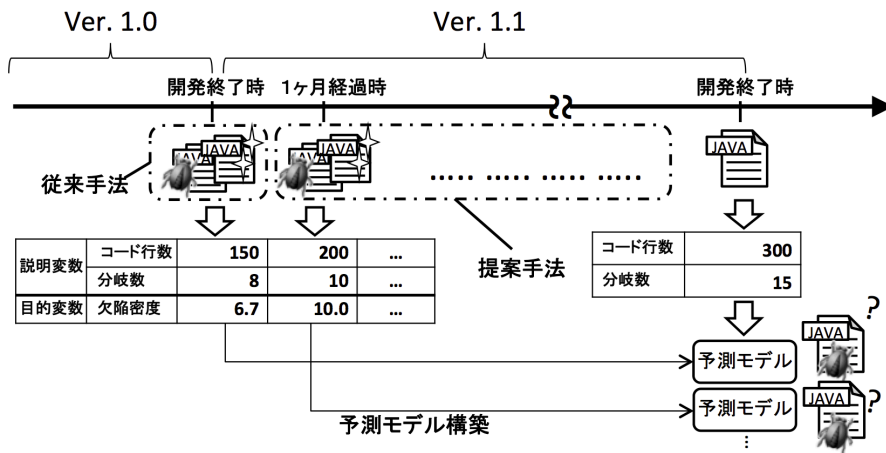 Ver. 1.0
Ver. 1.1
開発終了時 1ヶ月経過時 開発終了時
JAVA JAVA JAVA JAVA JAVA
従来手法
..... ..... ..... .....
提案手法
説明変数 コード行数 150 200 ...
分岐数 8 10 ...
目的変数 欠陥密度 6.7 10.0 ...
コード行数 300
分岐数 15
予測モデル JAVA ?
予測モデル JAVA ?
予測モデル構築
...